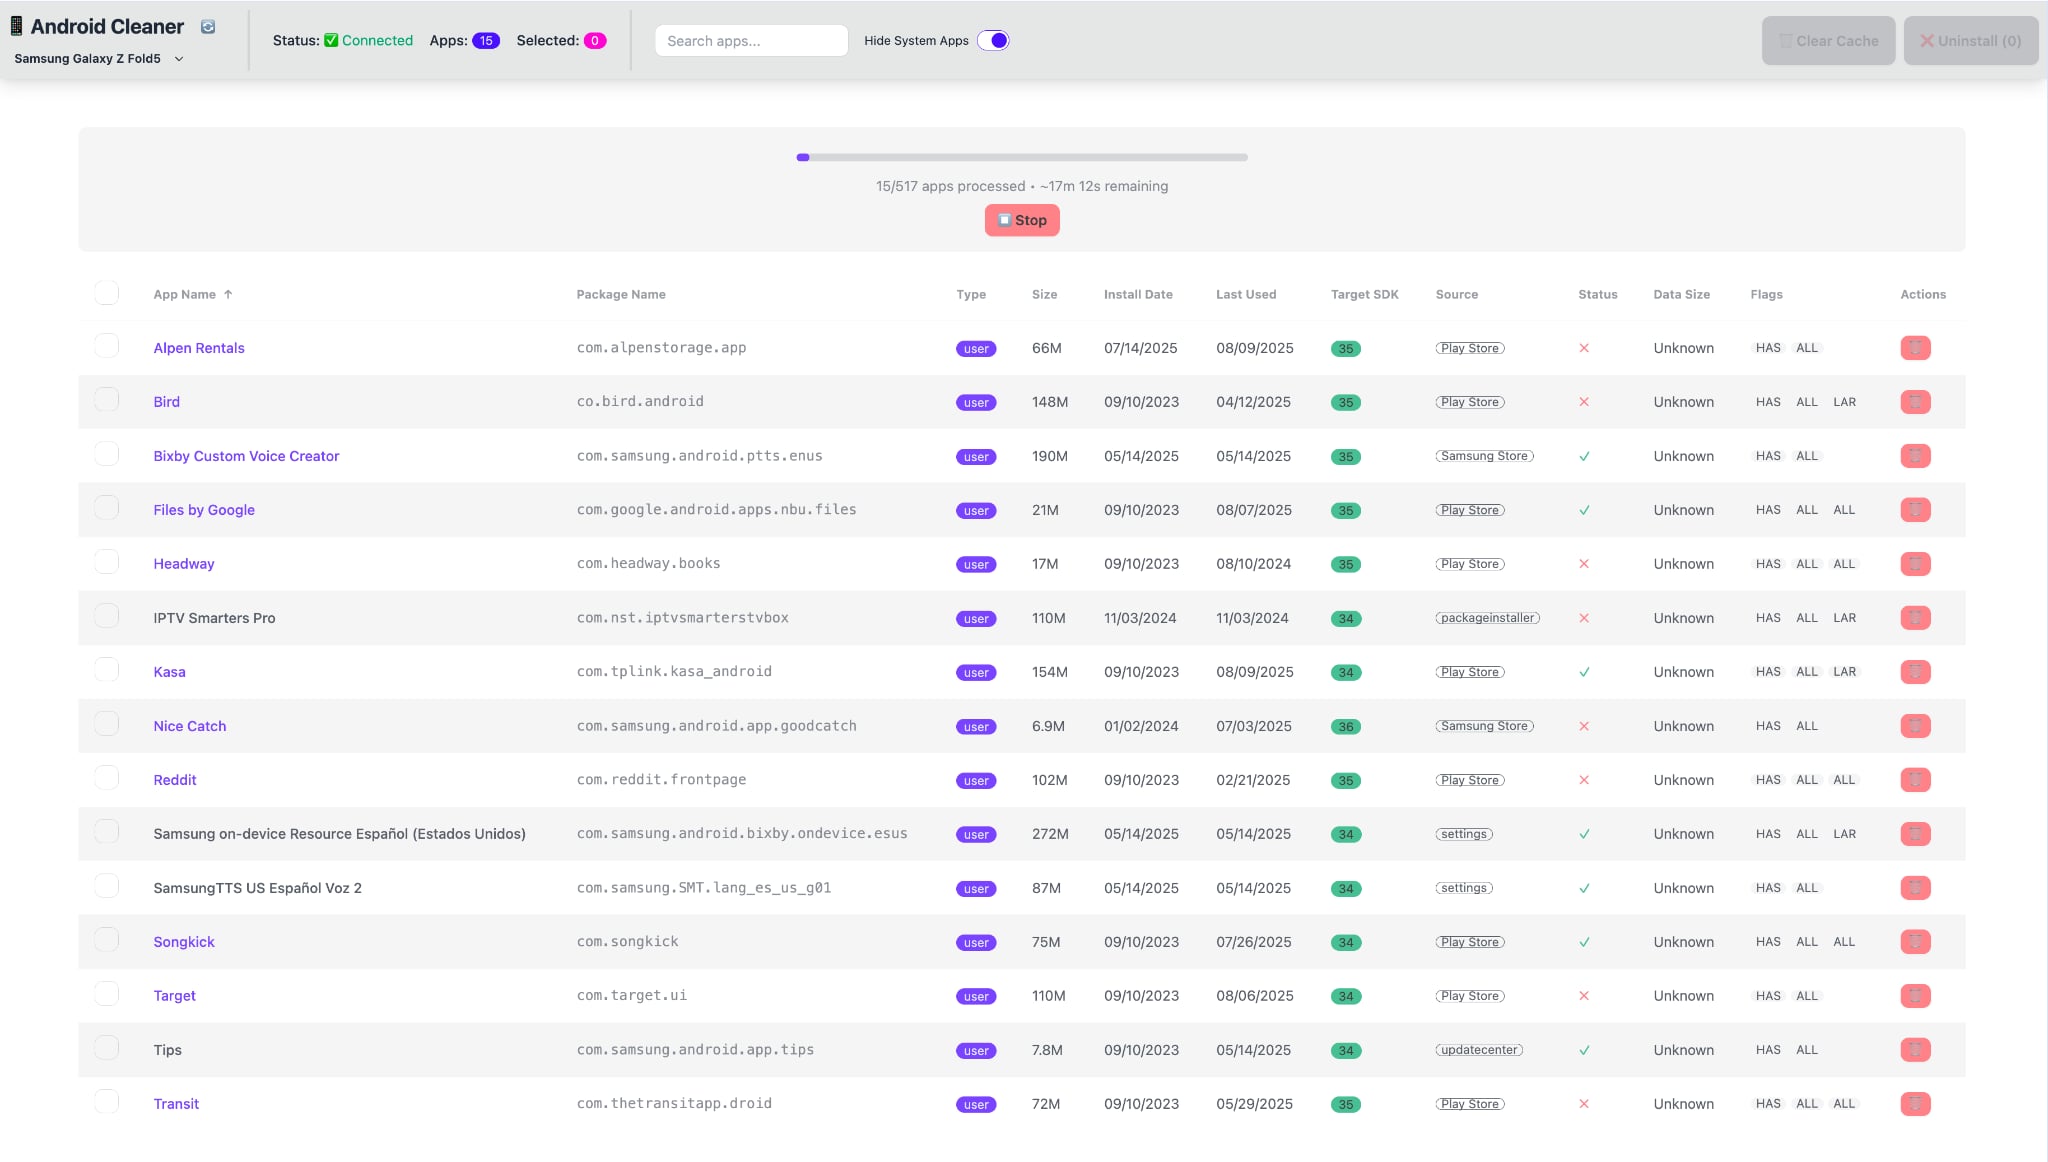 Android Cleaner
Samsung Galaxy Z Fold5
Status: Connected Apps: 15 Selected: 0
Search apps...
Hide System Apps
Clear Cache
Uninstall (0)
15/517 apps processed • ~17m 12s remaining
Stop
App Name ↑ Package Name Type Size Install Date Last Used Target SDK Source Status Data Size Flags Actions
Alpen Rentals com.alpenstorage.app user 66M 07/14/2025 08/09/2025 35 Play Store ✕ Unknown HAS ALL
Bird co.bird.android user 148M 09/10/2023 04/12/2025 35 Play Store ✕ Unknown HAS ALL LAR
Bixby Custom Voice Creator com.samsung.android.ptts.enus user 190M 05/14/2025 05/14/2025 35 Samsung Store ✓ Unknown HAS ALL
Files by Google com.google.android.apps.nbu.files user 21M 09/10/2023 08/07/2025 35 Play Store ✓ Unknown HAS ALL ALL
Headway com.headway.books user 17M 09/10/2023 08/10/2024 35 Play Store ✕ Unknown HAS ALL ALL
IPTV Smarters Pro com.nst.iptvsmarterstvbox user 110M 11/03/2024 11/03/2024 34 packageinstaller ✕ Unknown HAS ALL LAR
Kasa com.tplink.kasa_android user 154M 09/10/2023 08/09/2025 34 Play Store ✓ Unknown HAS ALL LAR
Nice Catch com.samsung.android.app.goodcatch user 6.9M 01/02/2024 07/03/2025 36 Samsung Store ✕ Unknown HAS ALL
Reddit com.reddit.frontpage user 102M 09/10/2023 02/21/2025 35 Play Store ✕ Unknown HAS ALL ALL
Samsung on-device Resource Español (Estados Unidos) com.samsung.android.bixby.ondevice.esus user 272M 05/14/2025 05/14/2025 34 settings ✓ Unknown HAS ALL LAR
SamsungTTS US Español Voz 2 com.samsung.SMT.lang_es_us_g01 user 87M 05/14/2025 05/14/2025 34 settings ✓ Unknown HAS ALL
Songkick com.songkick user 75M 09/10/2023 07/26/2025 34 Play Store ✓ Unknown HAS ALL ALL
Target com.target.ui user 110M 09/10/2023 08/06/2025 34 Play Store ✕ Unknown HAS ALL
Tips com.samsung.android.app.tips user 7.8M 09/10/2023 05/14/2025 34 updatecenter ✓ Unknown HAS ALL
Transit com.thetransitapp.droid user 72M 09/10/2023 05/29/2025 35 Play Store ✕ Unknown HAS ALL ALL